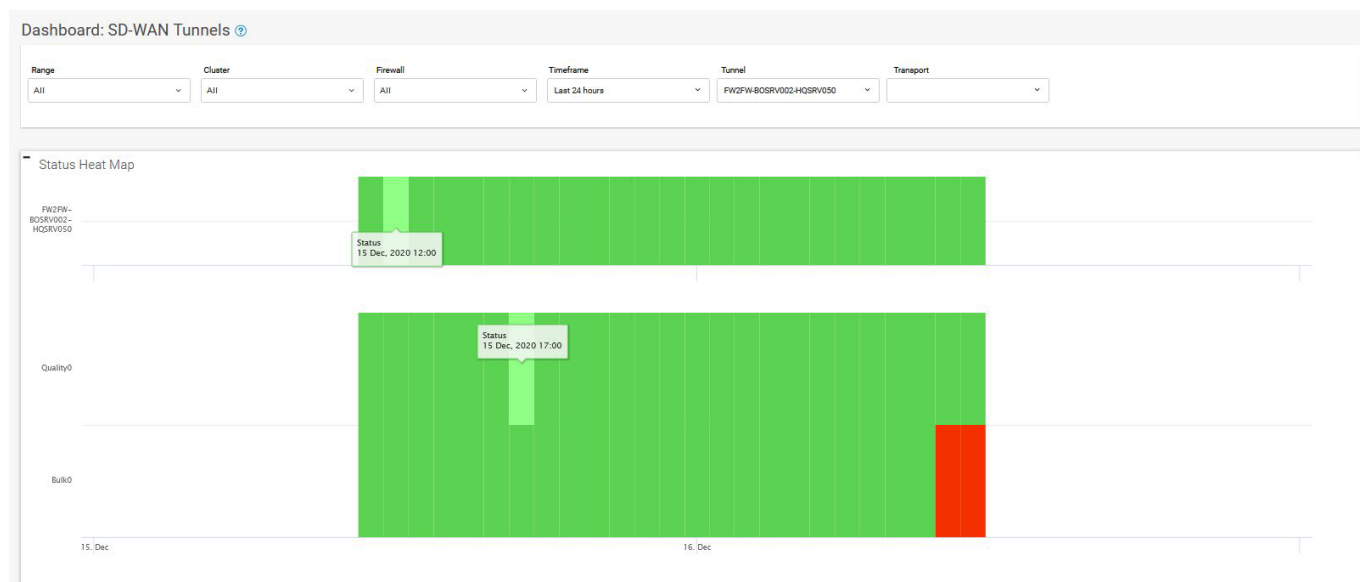 Dashboard: SD-WAN Tunnels ?
Range
All
Cluster
All
Firewall
All
Timeframe
Last 24 hours
Tunnel
FW2FW-BOSRV002-HQSRV050
Transport
Status Heat Map
FW2FW-
BOSRV002-
HQSRV050
Status
15 Dec, 2020 12:00
Status
15 Dec, 2020 17:00
Quality0
Bulk0
15. Dec
16. Dec